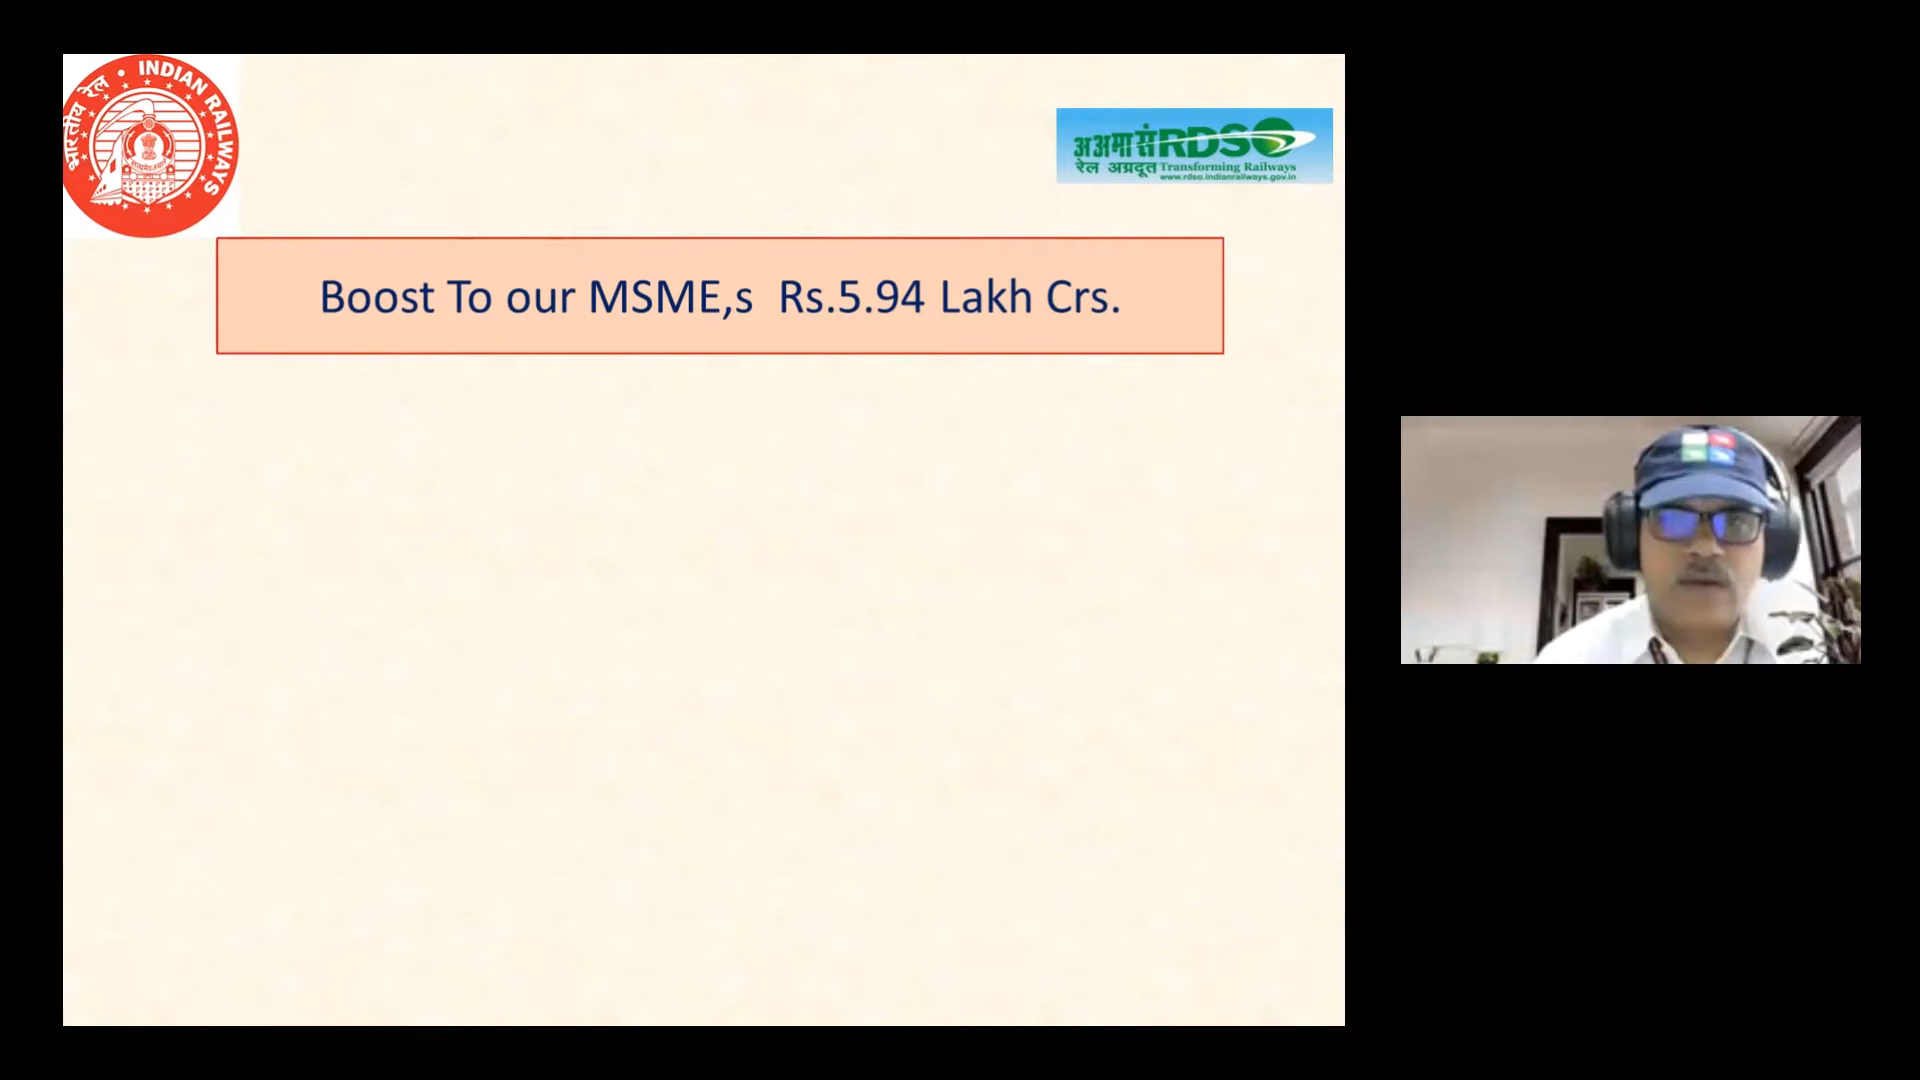 भारतीय रेल • INDIAN RAILWAYS
अअमासं RDSO
रेल अग्रदूत Transforming Railways
www.rdso.indianrailways.gov.in
Boost To our MSME,s Rs.5.94 Lakh Crs.